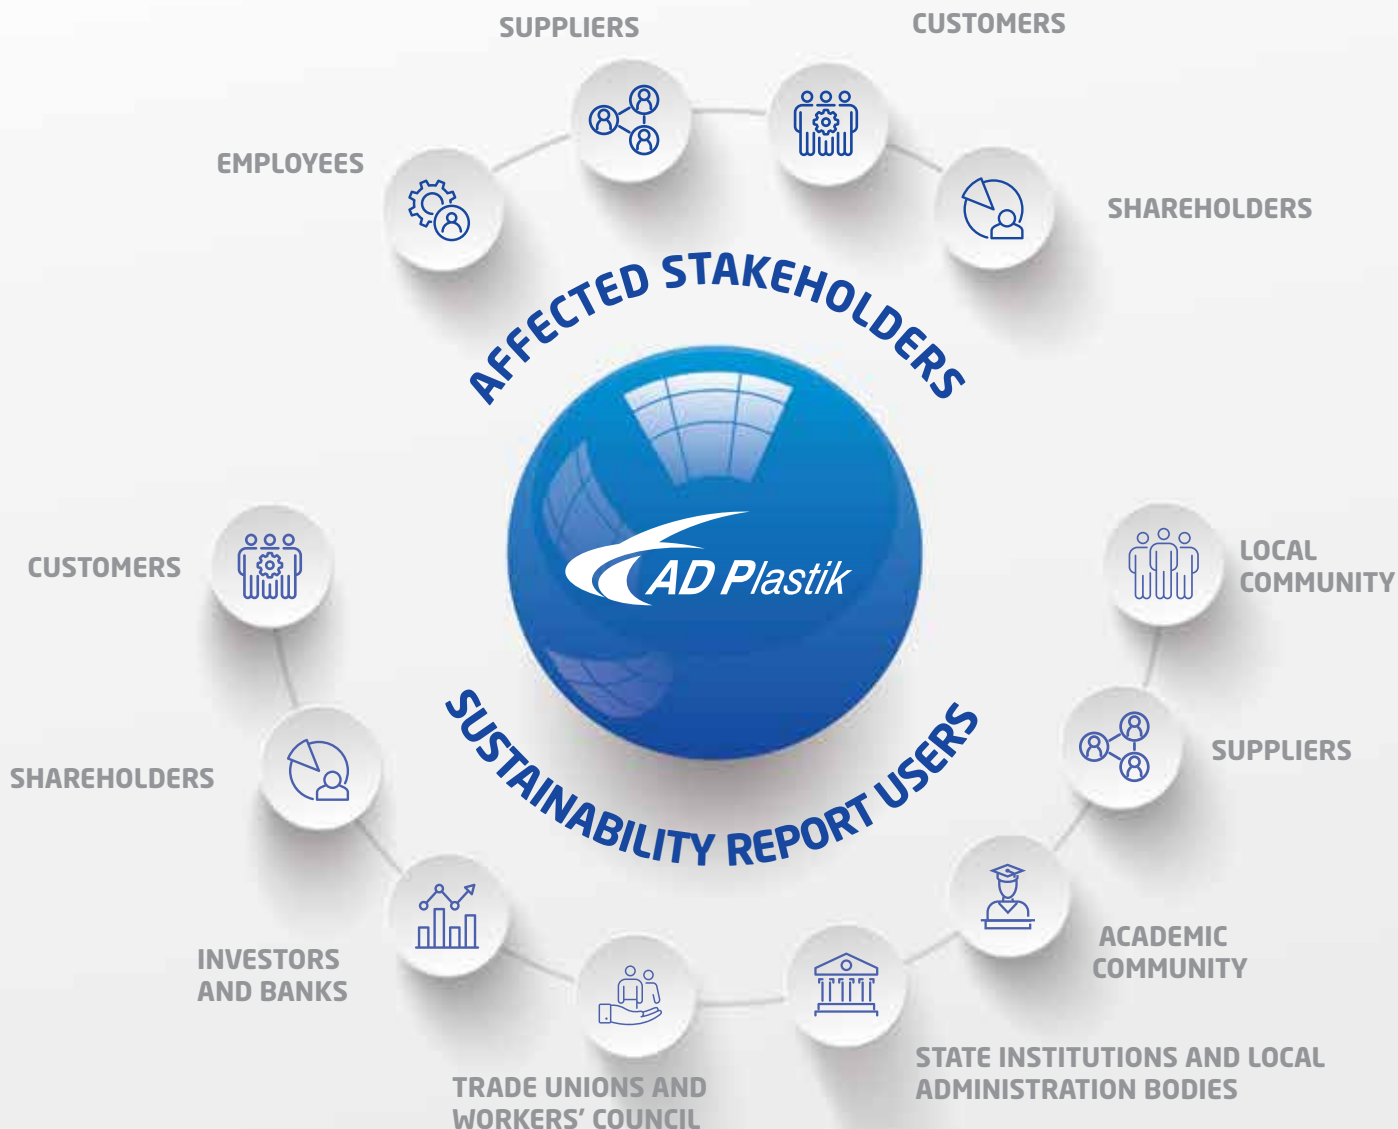 SUPPLIERS
CUSTOMERS
EMPLOYEES
SHAREHOLDERS
AFFECTED STAKEHOLDERS
AD Plastik
CUSTOMERS
LOCAL
COMMUNITY
SHAREHOLDERS
SUPPLIERS
SUSTAINABILITY REPORT USERS
INVESTORS
AND BANKS
ACADEMIC
COMMUNITY
TRADE UNIONS AND
WORKERS’ COUNCIL
STATE INSTITUTIONS AND LOCAL
ADMINISTRATION BODIES